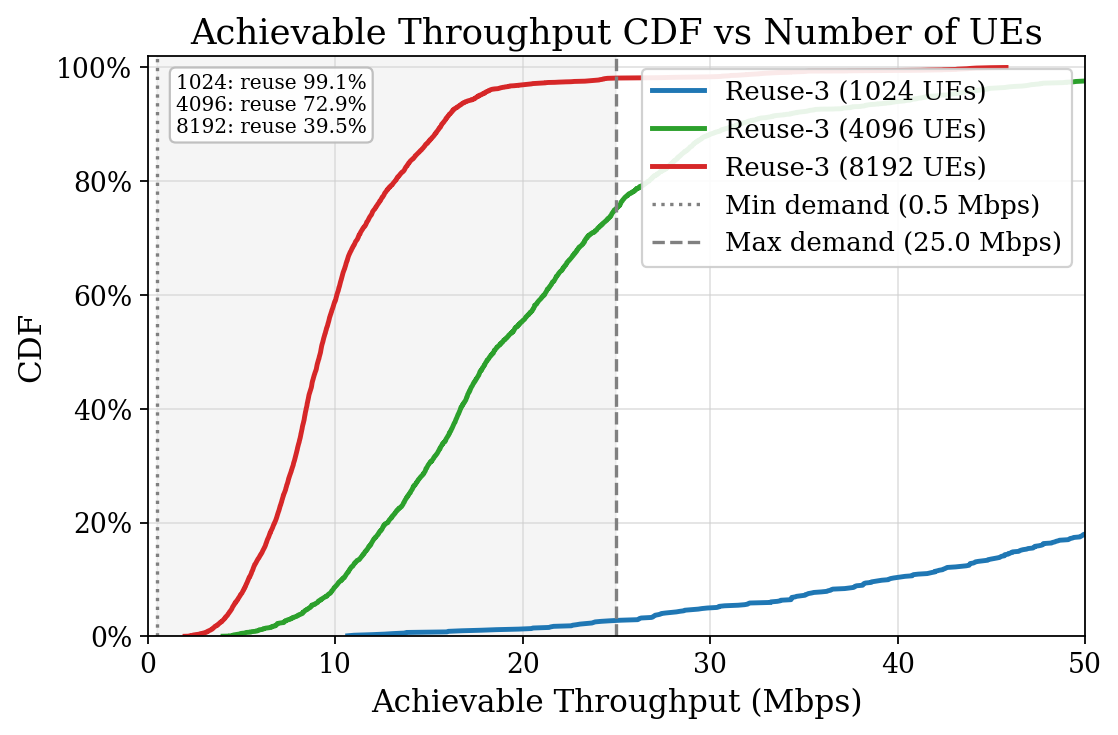 Achievable Throughput CDF vs Number of UEs
100%
80%
60%
40%
20%
0%
CDF
1024: reuse 99.1%
4096: reuse 72.9%
8192: reuse 39.5%
Reuse-3 (1024 UEs)
Reuse-3 (4096 UEs)
Reuse-3 (8192 UEs)
Min demand (0.5 Mbps)
Max demand (25.0 Mbps)
0
10
20
30
40
50
Achievable Throughput (Mbps)